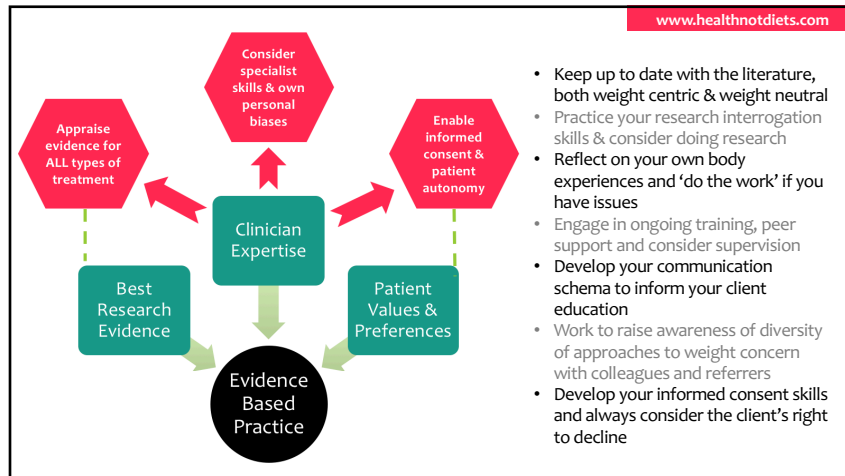 www.healthnotdiets.com
Consider
specialist
skills & own
personal
biases
Appraise
evidence for
ALL types of
treatment
Enable
informed
consent &
patient
autonomy
Clinician
Expertise
Best
Research
Evidence
Patient
Values &
Preferences
Evidence
Based
Practice
• Keep up to date with the literature,
both weight centric & weight neutral
• Practice your research interrogation
skills & consider doing research
• Reflect on your own body
experiences and ‘do the work’ if you
have issues
• Engage in ongoing training, peer
support and consider supervision
• Develop your communication
schema to inform your client
education
• Work to raise awareness of diversity
of approaches to weight concern
with colleagues and referrers
• Develop your informed consent skills
and always consider the client’s right
to decline